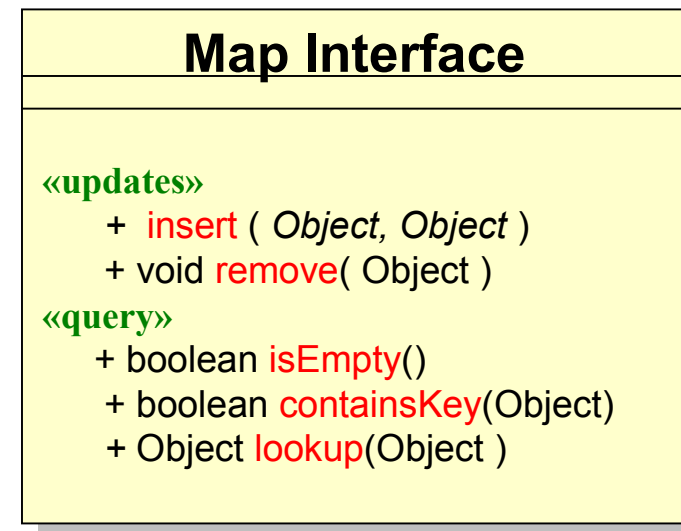 Map Interface
«updates»
+ insert ( Object, Object )
+ void remove( Object )
«query»
+ boolean isEmpty()
+ boolean containsKey(Object)
+ Object lookup(Object )